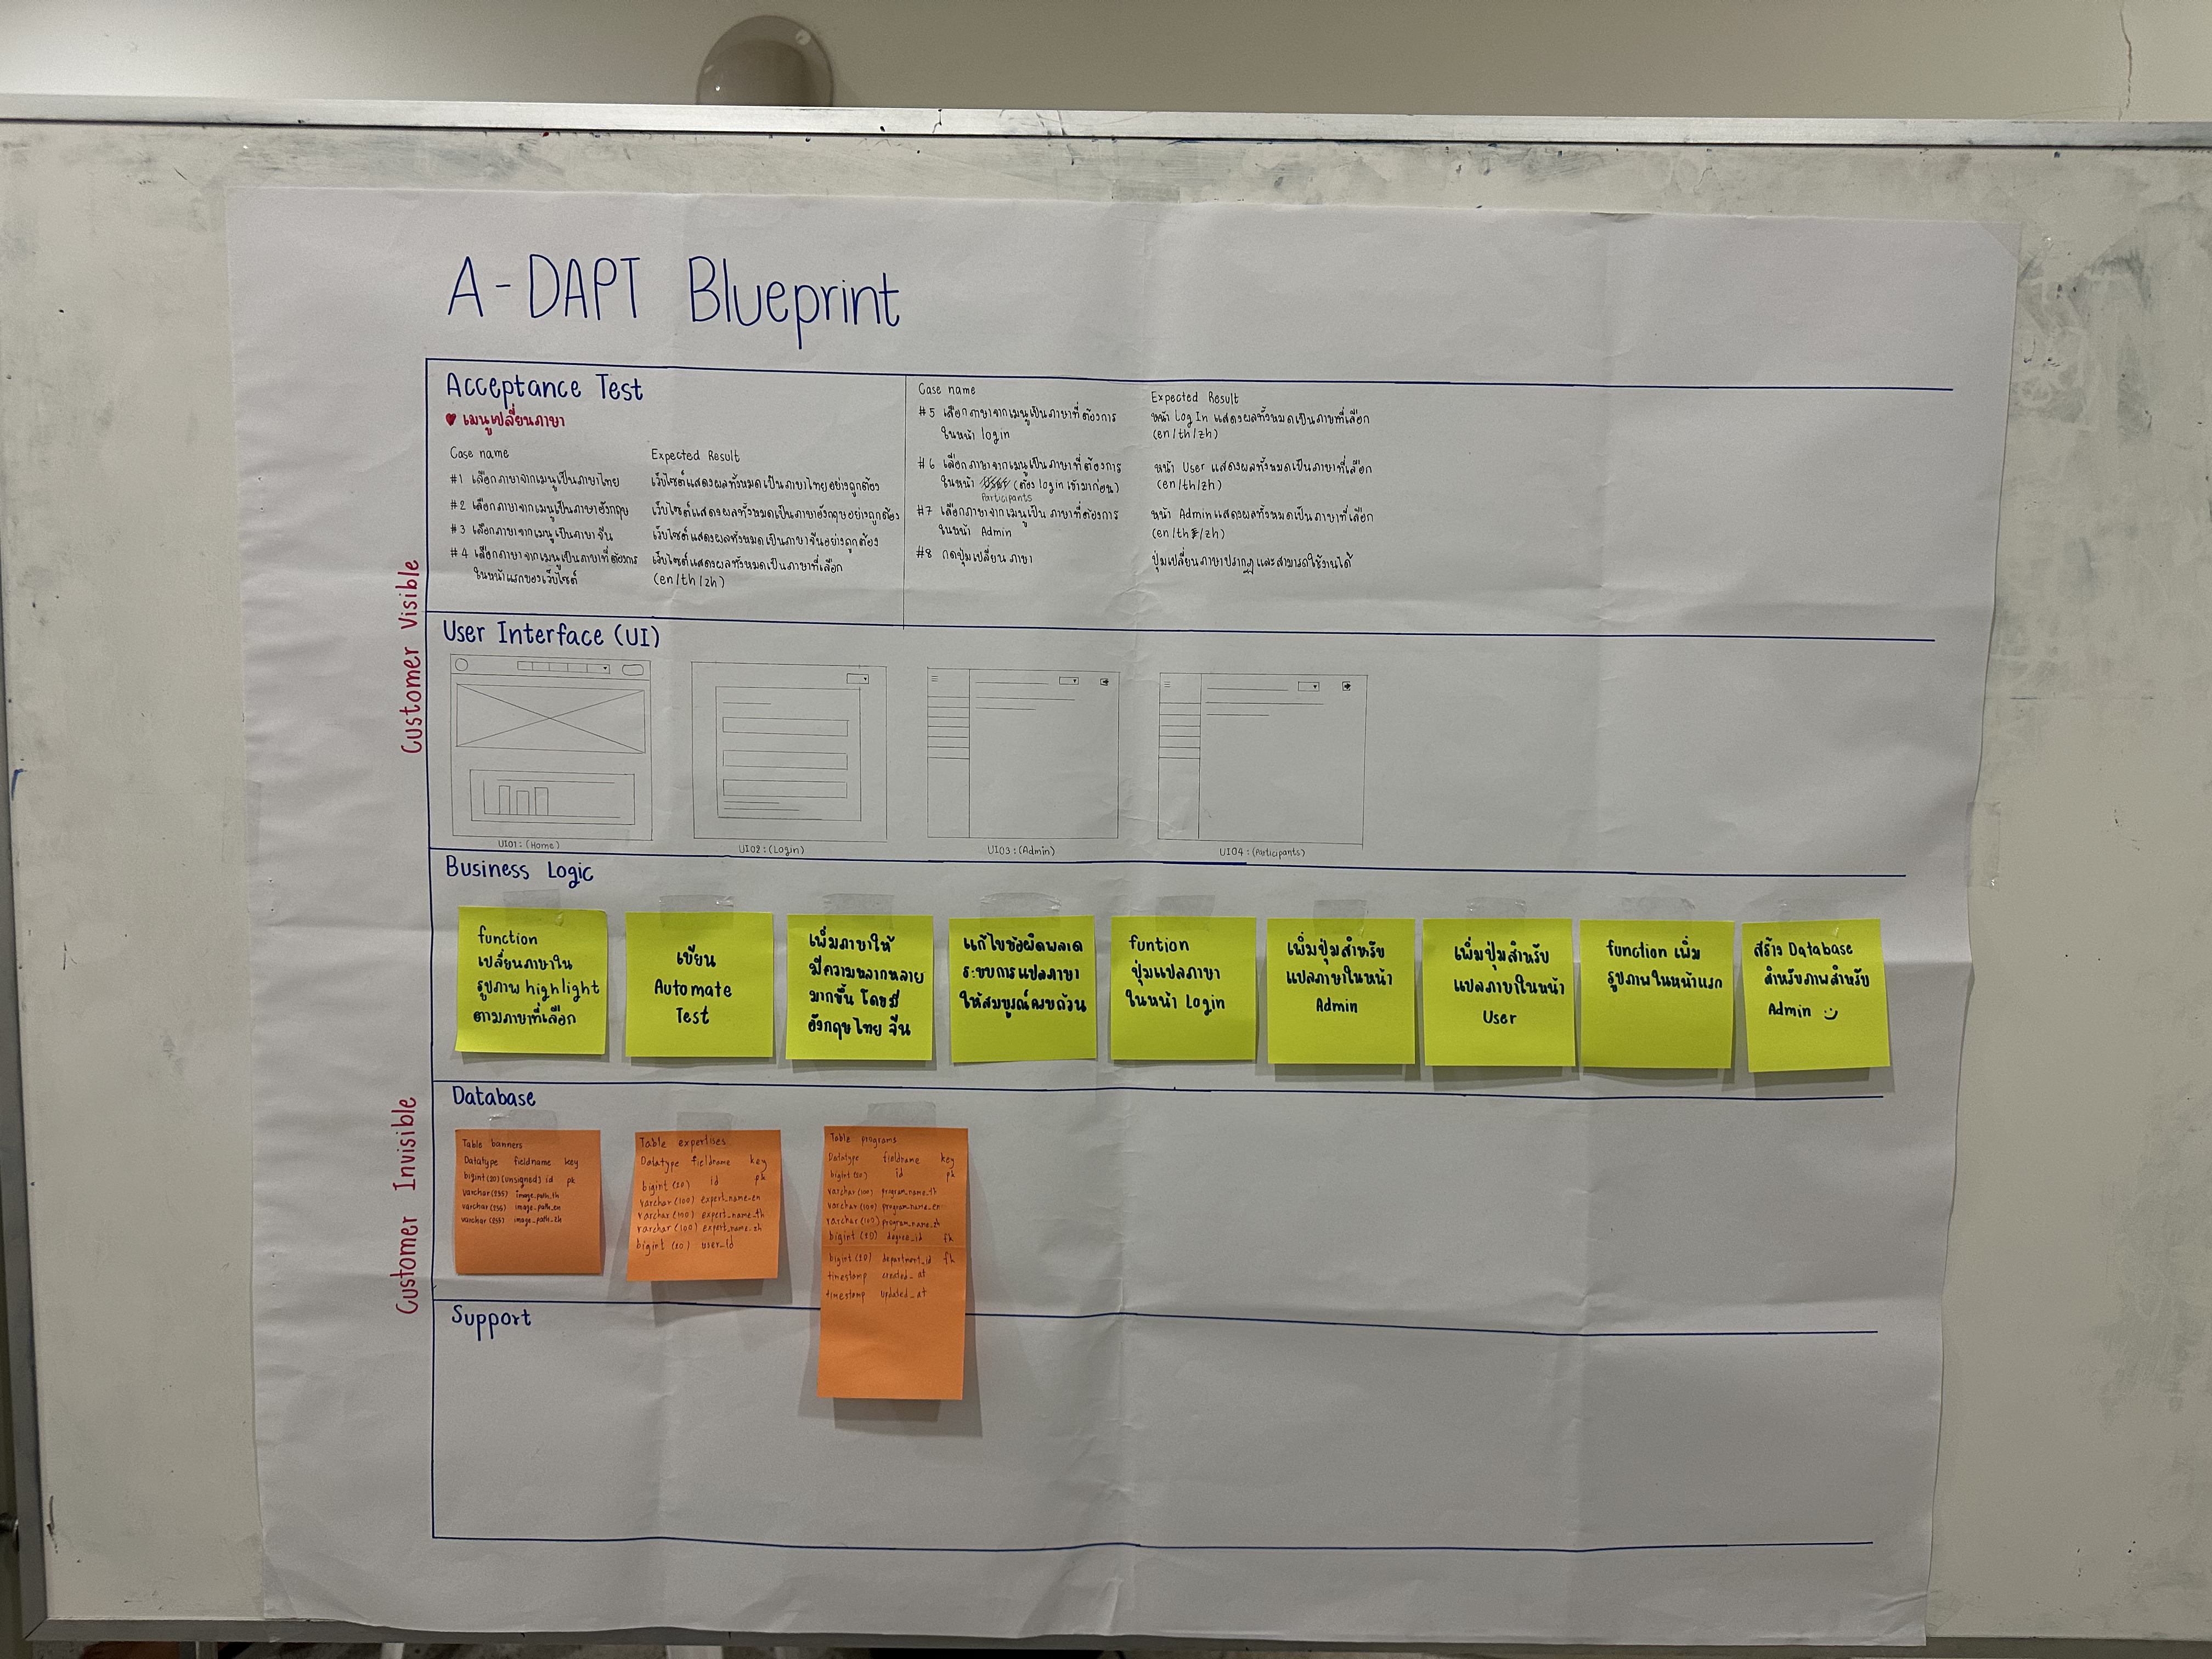 A-DAPT Blueprint
Customer Visible
Acceptance Test
♥ เมนูเปลี่ยนภาษา
Case name Expected Result
#1 เลือกภาษาจากเมนูเป็นภาษาไทย เว็บไซต์แสดงผลทั้งหมดเป็นภาษาไทยอย่างถูกต้อง
#2 เลือกภาษาจากเมนูเป็นภาษาอังกฤษ เว็บไซต์แสดงผลทั้งหมดเป็นภาษาอังกฤษอย่างถูกต้อง
#3 เลือกภาษาจากเมนูเป็นภาษาจีน เว็บไซต์แสดงผลทั้งหมดเป็นภาษาจีนอย่างถูกต้อง
#4 เลือกภาษาจากเมนูเป็นภาษาที่ต้องการ เว็บไซต์แสดงผลทั้งหมดเป็นภาษาที่เลือก
ในหน้าแรกของเว็บไซต์ (en/th/zh)
Case name Expected Result
#5 เลือกภาษาจากเมนูเป็นภาษาที่ต้องการ หน้า Log In แสดงผลทั้งหมดเป็นภาษาที่เลือก
ในหน้า login (en/th/zh)
#6 เลือกภาษาจากเมนูเป็นภาษาที่ต้องการ หน้า User แสดงผลทั้งหมดเป็นภาษาที่เลือก
ในหน้า (ต้อง login เข้ามาก่อน) (en/th/zh)
Participants
#7 เลือกภาษาจากเมนูเป็นภาษาที่ต้องการ หน้า Admin แสดงผลทั้งหมดเป็นภาษาที่เลือก
ในหน้า Admin (en/th/zh)
#8 กดปุ่มเปลี่ยนภาษา ปุ่มเปลี่ยนภาษาปรากฏและสามารถใช้งานได้
User Interface (UI)
UI01: (Home)
UI02: (Login)
UI03: (Admin)
UI04: (Participants)
Customer Invisible
Business Logic
function
เปลี่ยนภาษาใน
รูปภาพ highlight
ตามภาษาที่เลือก
เขียน
Automate
Test
เพิ่มภาษาให้
มีความหลากหลาย
มากขึ้น โดยมี
อังกฤษ ไทย จีน
แก้ไขข้อผิดพลาด
ระบบการแปลภาษา
ให้สมบูรณ์ครบถ้วน
funtion
ปุ่มแปลภาษา
ในหน้า Login
เพิ่มปุ่มสำหรับ
แปลภาษาในหน้า
Admin
เพิ่มปุ่มสำหรับ
แปลภาษาในหน้า
User
function เพิ่ม
รูปภาพในหน้าแรก
สร้าง Database
สำหรับภาพสำหรับ
Admin
Database
Table banners
Datatype fieldname key
bigint(20)(unsigned) id pk
varchar(255) image_path_th
varchar(255) image_path_en
varchar(255) image_path_zh
Table expertises
Datatype fieldname key
bigint (20) id pk
varchar(100) expert_name_en
varchar(100) expert_name_th
varchar(100) expert_name_zh
bigint (20) user_id
Table programs
Datatype fieldname key
bigint(20) id pk
varchar(100) program_name_th
varchar(100) program_name_en
varchar(100) program_name_zh
bigint (20) degree_id fk
bigint (20) department_id fk
timestamp created_at
timestamp updated_at
Support